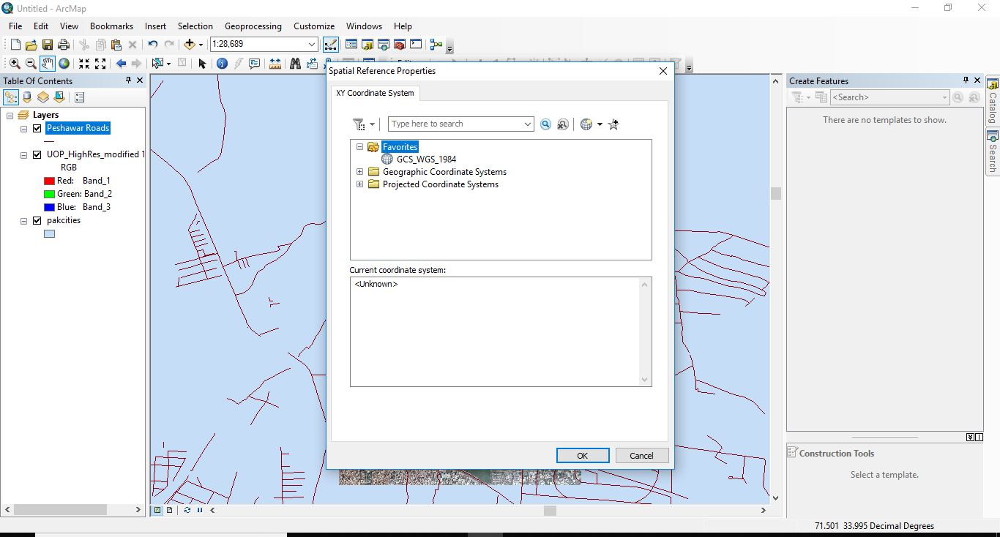 Untitled - ArcMap
File Edit View Bookmarks Insert Selection Geoprocessing Customize Windows Help
1:28,689
Table Of Contents
Layers
Peshawar Roads
UOP_HighRes_modified 1
RGB
Red: Band_1
Green: Band_2
Blue: Band_3
pakcities
Spatial Reference Properties
XY Coordinate System
Type here to search
Favorites
GCS_WGS_1984
Geographic Coordinate Systems
Projected Coordinate Systems
Current coordinate system:
<Unknown>
OK Cancel
Create Features
<Search>
There are no templates to show.
Construction Tools
Select a template.
Catalog
Search
71.501 33.995 Decimal Degrees